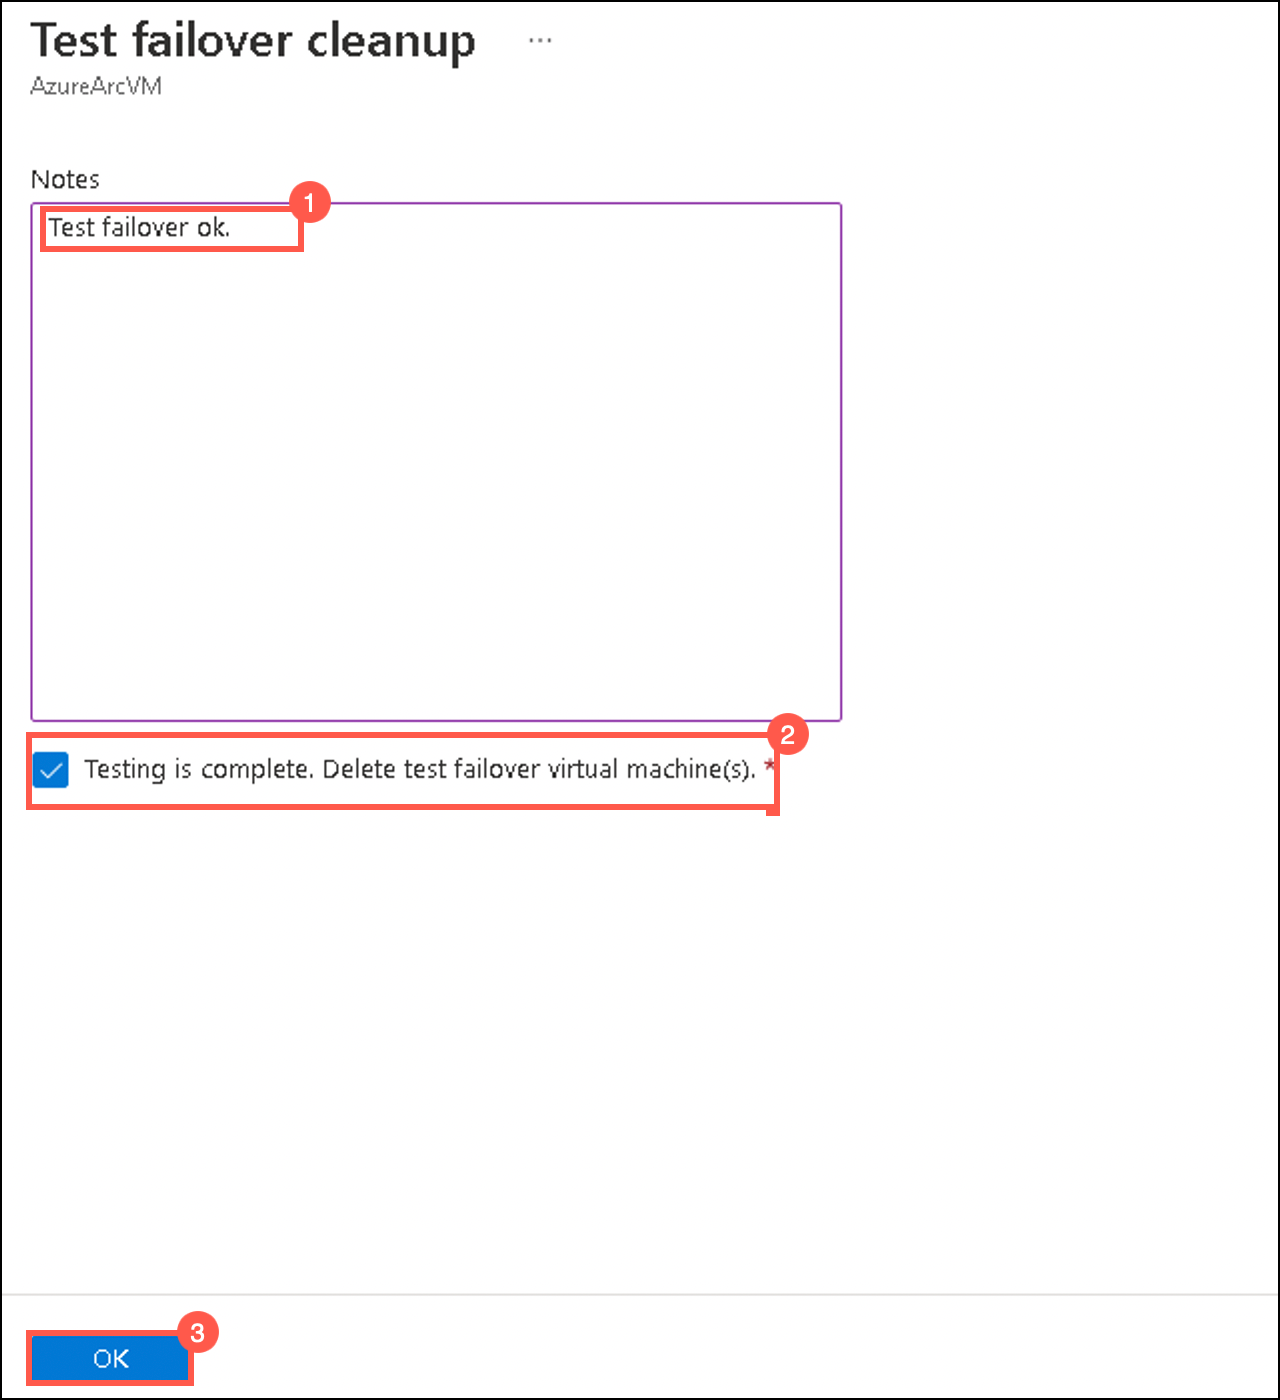 Test failover cleanup ...
AzureArcVM
Notes
1
Test failover ok.
2
Testing is complete. Delete test failover virtual machine(s). *
3
OK